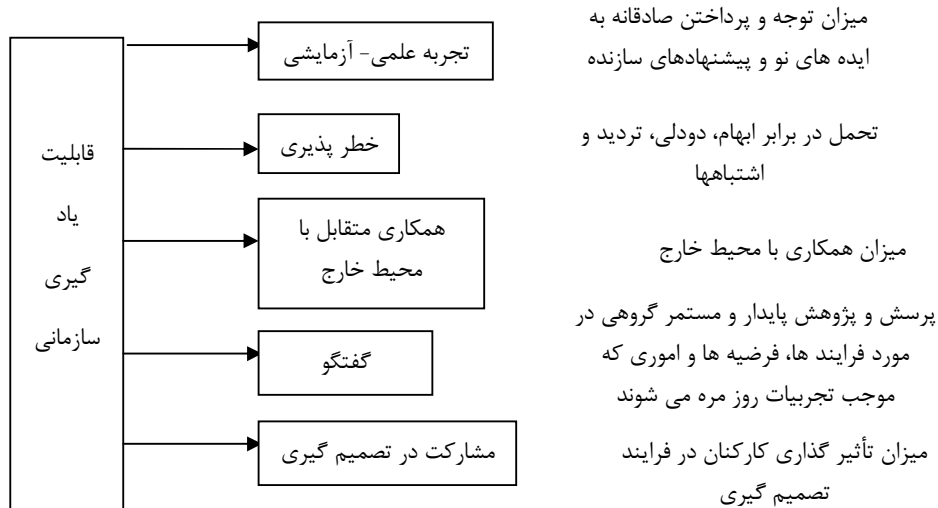 قابلیت
یاد
گیری
سازمانی
تجربه علمی- آزمایشی
میزان توجه و پرداختن صادقانه به
ایده های نو و پیشنهادهای سازنده
خطر پذیری
تحمل در برابر ابهام، دودلی، تردید و
اشتباهها
همکاری متقابل با
محیط خارج
میزان همکاری با محیط خارج
گفتگو
پرسش و پژوهش پایدار و مستمر گروهی در
مورد فرایند ها، فرضیه ها و اموری که
موجب تجربیات روز مره می شوند
مشارکت در تصمیم گیری
میزان تأثیر گذاری کارکنان در فرایند
تصمیم گیری